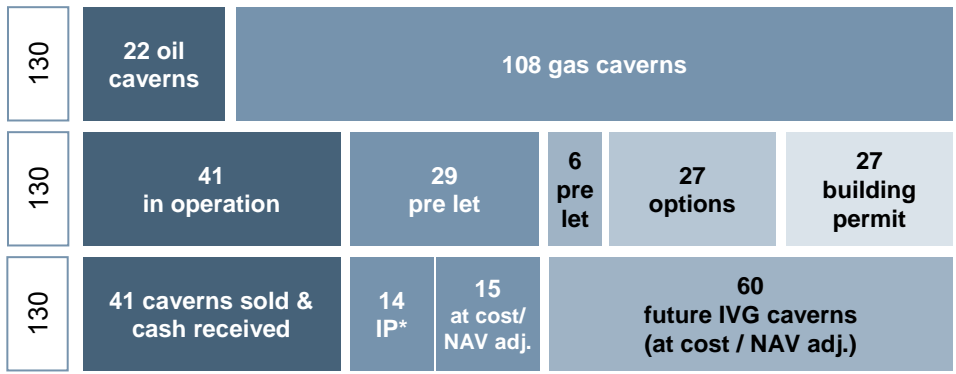 130
22 oil
caverns
108 gas caverns
130
41
in operation
29
pre let
6
pre
let
27
options
27
building
permit
130
41 caverns sold &
cash received
14
IP*
15
at cost/
NAV adj.
60
future IVG caverns
(at cost / NAV adj.)